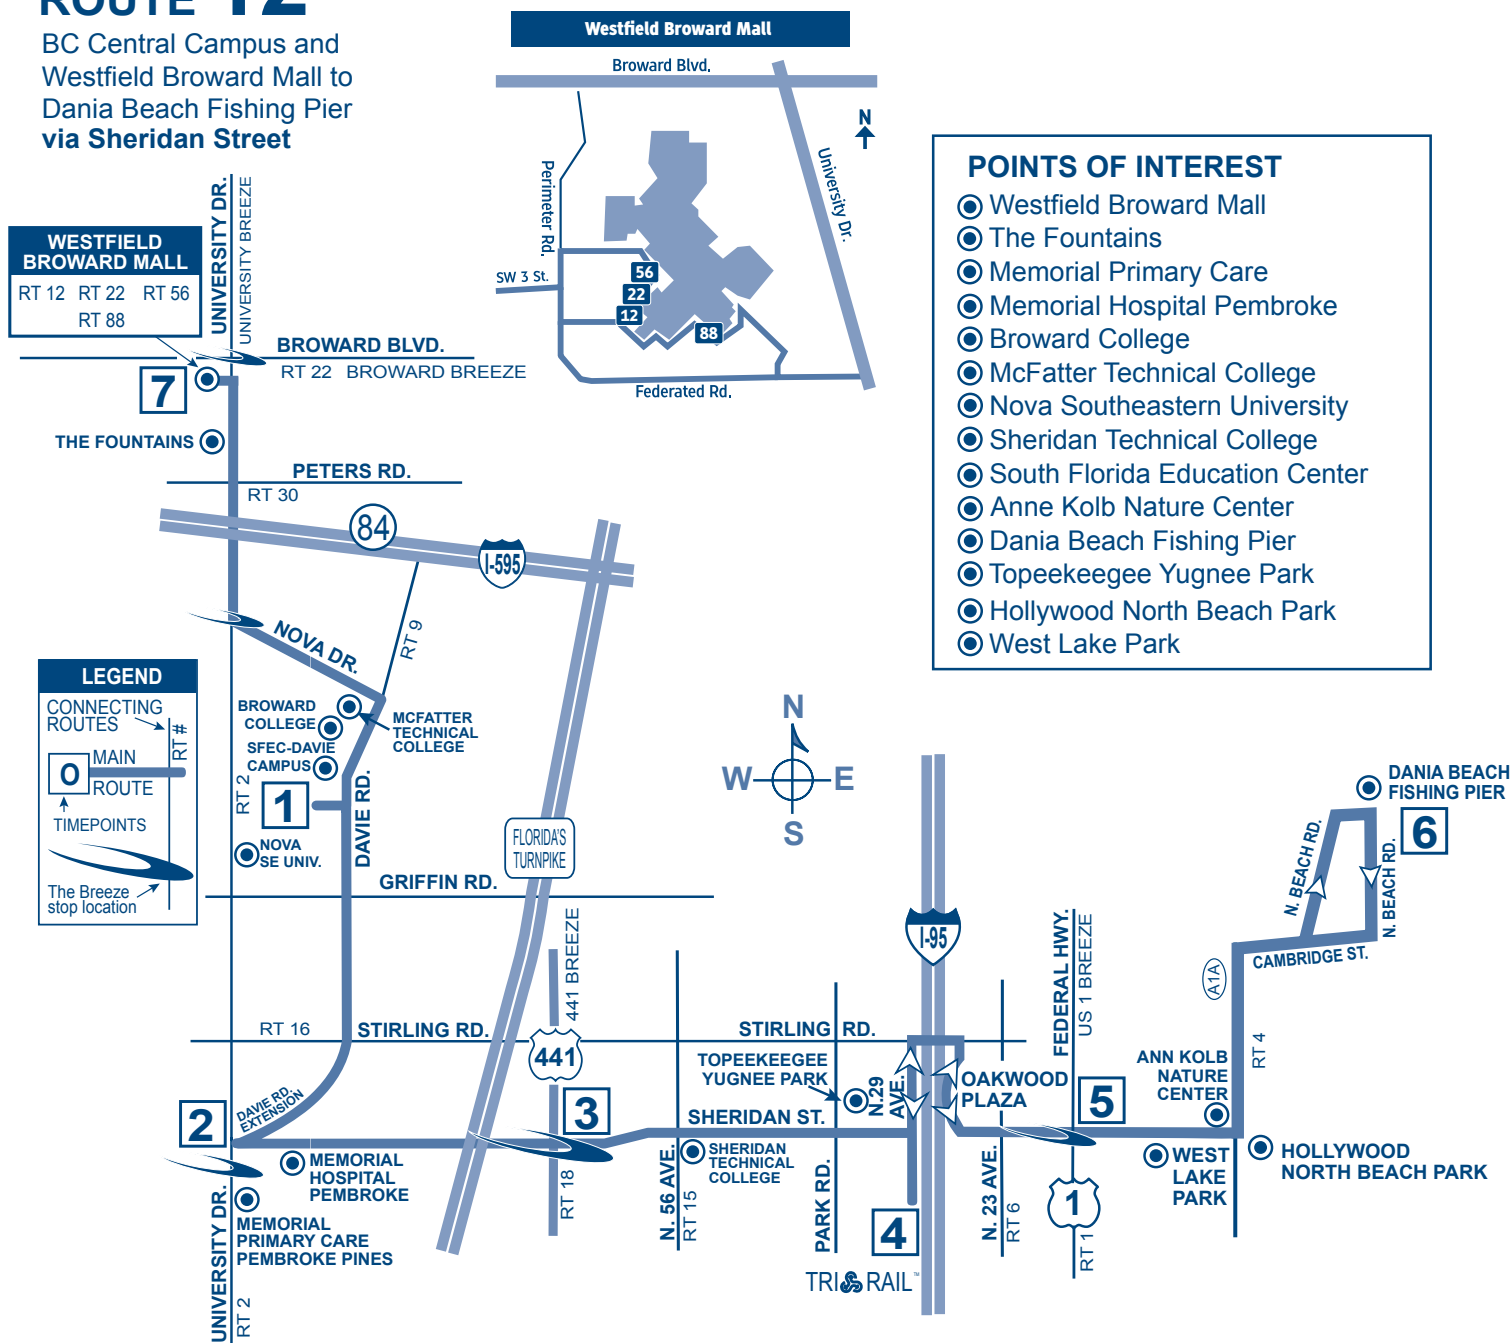 ROUTE 12
BC Central Campus and
Westfield Broward Mall to
Dania Beach Fishing Pier
via Sheridan Street
Westfield Broward Mall
Broward Blvd.
N
Perimeter Rd.
University Dr.
SW 3 St.
56
22
12
88
Federated Rd.
POINTS OF INTEREST
Westfield Broward Mall
The Fountains
Memorial Primary Care
Memorial Hospital Pembroke
Broward College
McFatter Technical College
Nova Southeastern University
Sheridan Technical College
South Florida Education Center
Anne Kolb Nature Center
Dania Beach Fishing Pier
Topeekeegee Yugnee Park
Hollywood North Beach Park
West Lake Park
WESTFIELD
BROWARD MALL
RT 12 RT 22 RT 56
RT 88
UNIVERSITY DR.
UNIVERSITY BREEZE
BROWARD BLVD.
RT 22 BROWARD BREEZE
7
THE FOUNTAINS
PETERS RD.
RT 30
84
I-595
NOVA DR.
RT 9
LEGEND
CONNECTING
ROUTES
RT #
O
MAIN
ROUTE
TIMEPOINTS
The Breeze
stop location
BROWARD
COLLEGE
MCFATTER
TECHNICAL
COLLEGE
SFEC-DAVIE
CAMPUS
RT 2
1
DAVIE RD.
NOVA
SE UNIV.
GRIFFIN RD.
FLORIDA'S
TURNPIKE
N
W E
S
I-95
441 BREEZE
FEDERAL HWY.
US 1 BREEZE
DANIA BEACH
FISHING PIER
6
N. BEACH RD.
N. BEACH RD.
CAMBRIDGE ST.
A1A
RT 4
RT 16
STIRLING RD.
441
STIRLING RD.
TOPEEKEEGEE
YUGNEE PARK
N.29
AVE.
OAKWOOD
PLAZA
ANN KOLB
NATURE
CENTER
2
DAVIE RD.
EXTENSION
3
SHERIDAN ST.
5
MEMORIAL
HOSPITAL
PEMBROKE
MEMORIAL
PRIMARY CARE
PEMBROKE PINES
UNIVERSITY DR.
RT 2
RT 18
N. 56 AVE.
RT 15
SHERIDAN
TECHNICAL
COLLEGE
PARK RD.
4
TRI RAIL™
N. 23 AVE.
RT 6
1
RT 1
WEST
LAKE
PARK
HOLLYWOOD
NORTH BEACH PARK